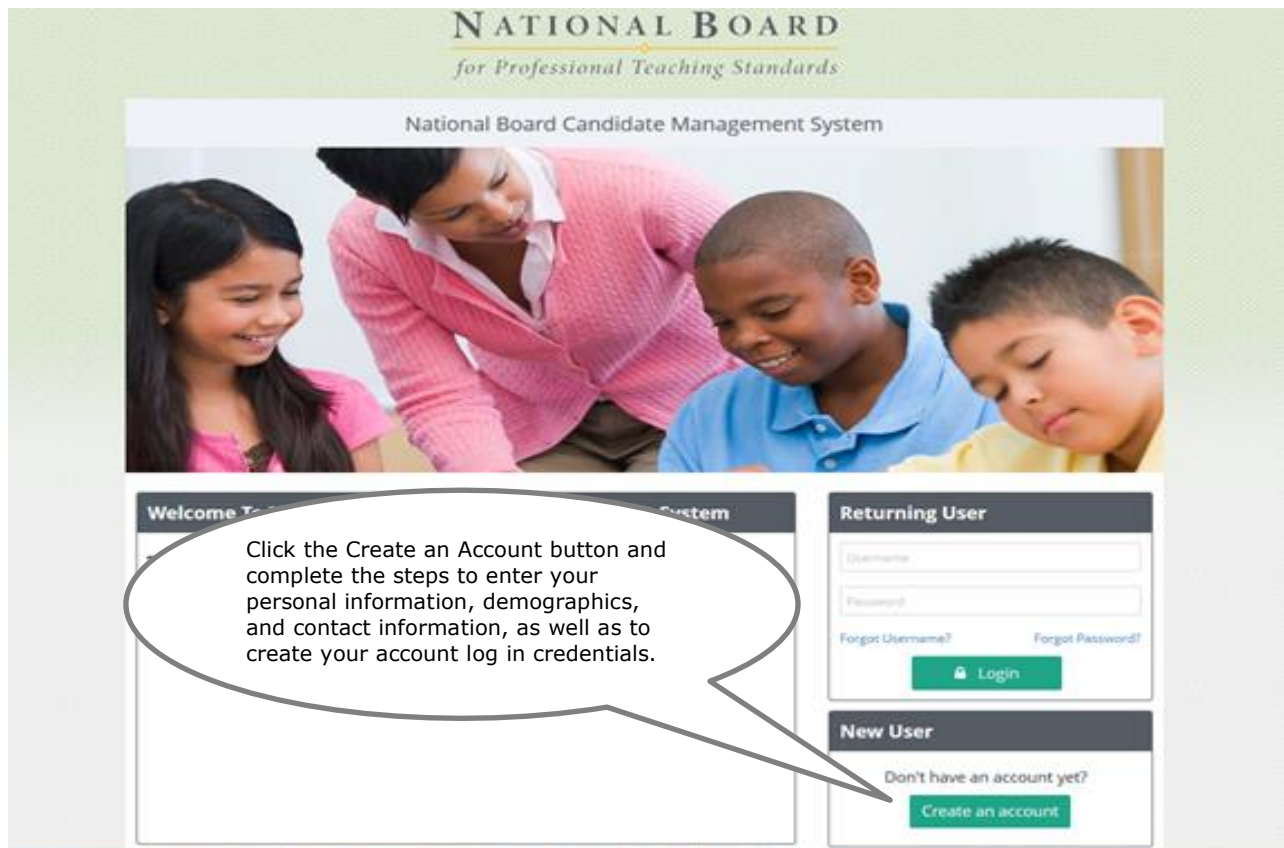 NATIONAL BOARD
for Professional Teaching Standards
National Board Candidate Management System
Welcome To
System
Click the Create an Account button and
complete the steps to enter your
personal information, demographics,
and contact information, as well as to
create your account log in credentials.
Returning User
Username
Password
Forgot Username? Forgot Password?
Login
New User
Don't have an account yet?
Create an account